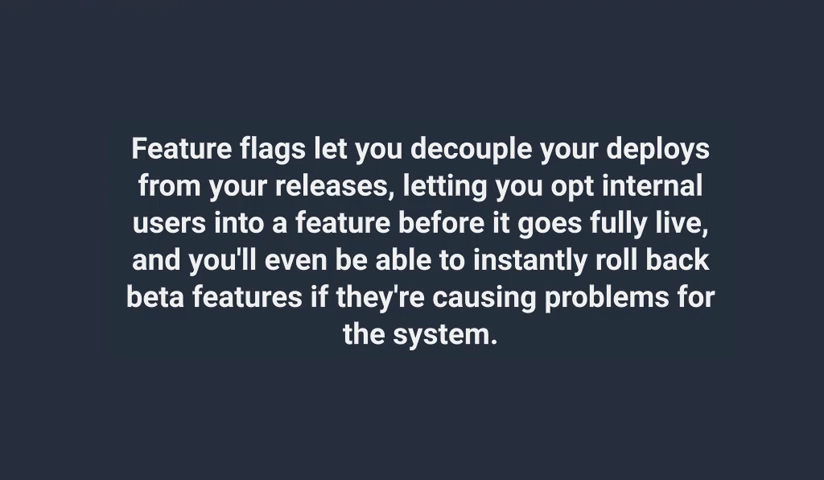 Feature flags let you decouple your deploys
from your releases, letting you opt internal
users into a feature before it goes fully live,
and you'll even be able to instantly roll back
beta features if they're causing problems for
the system.